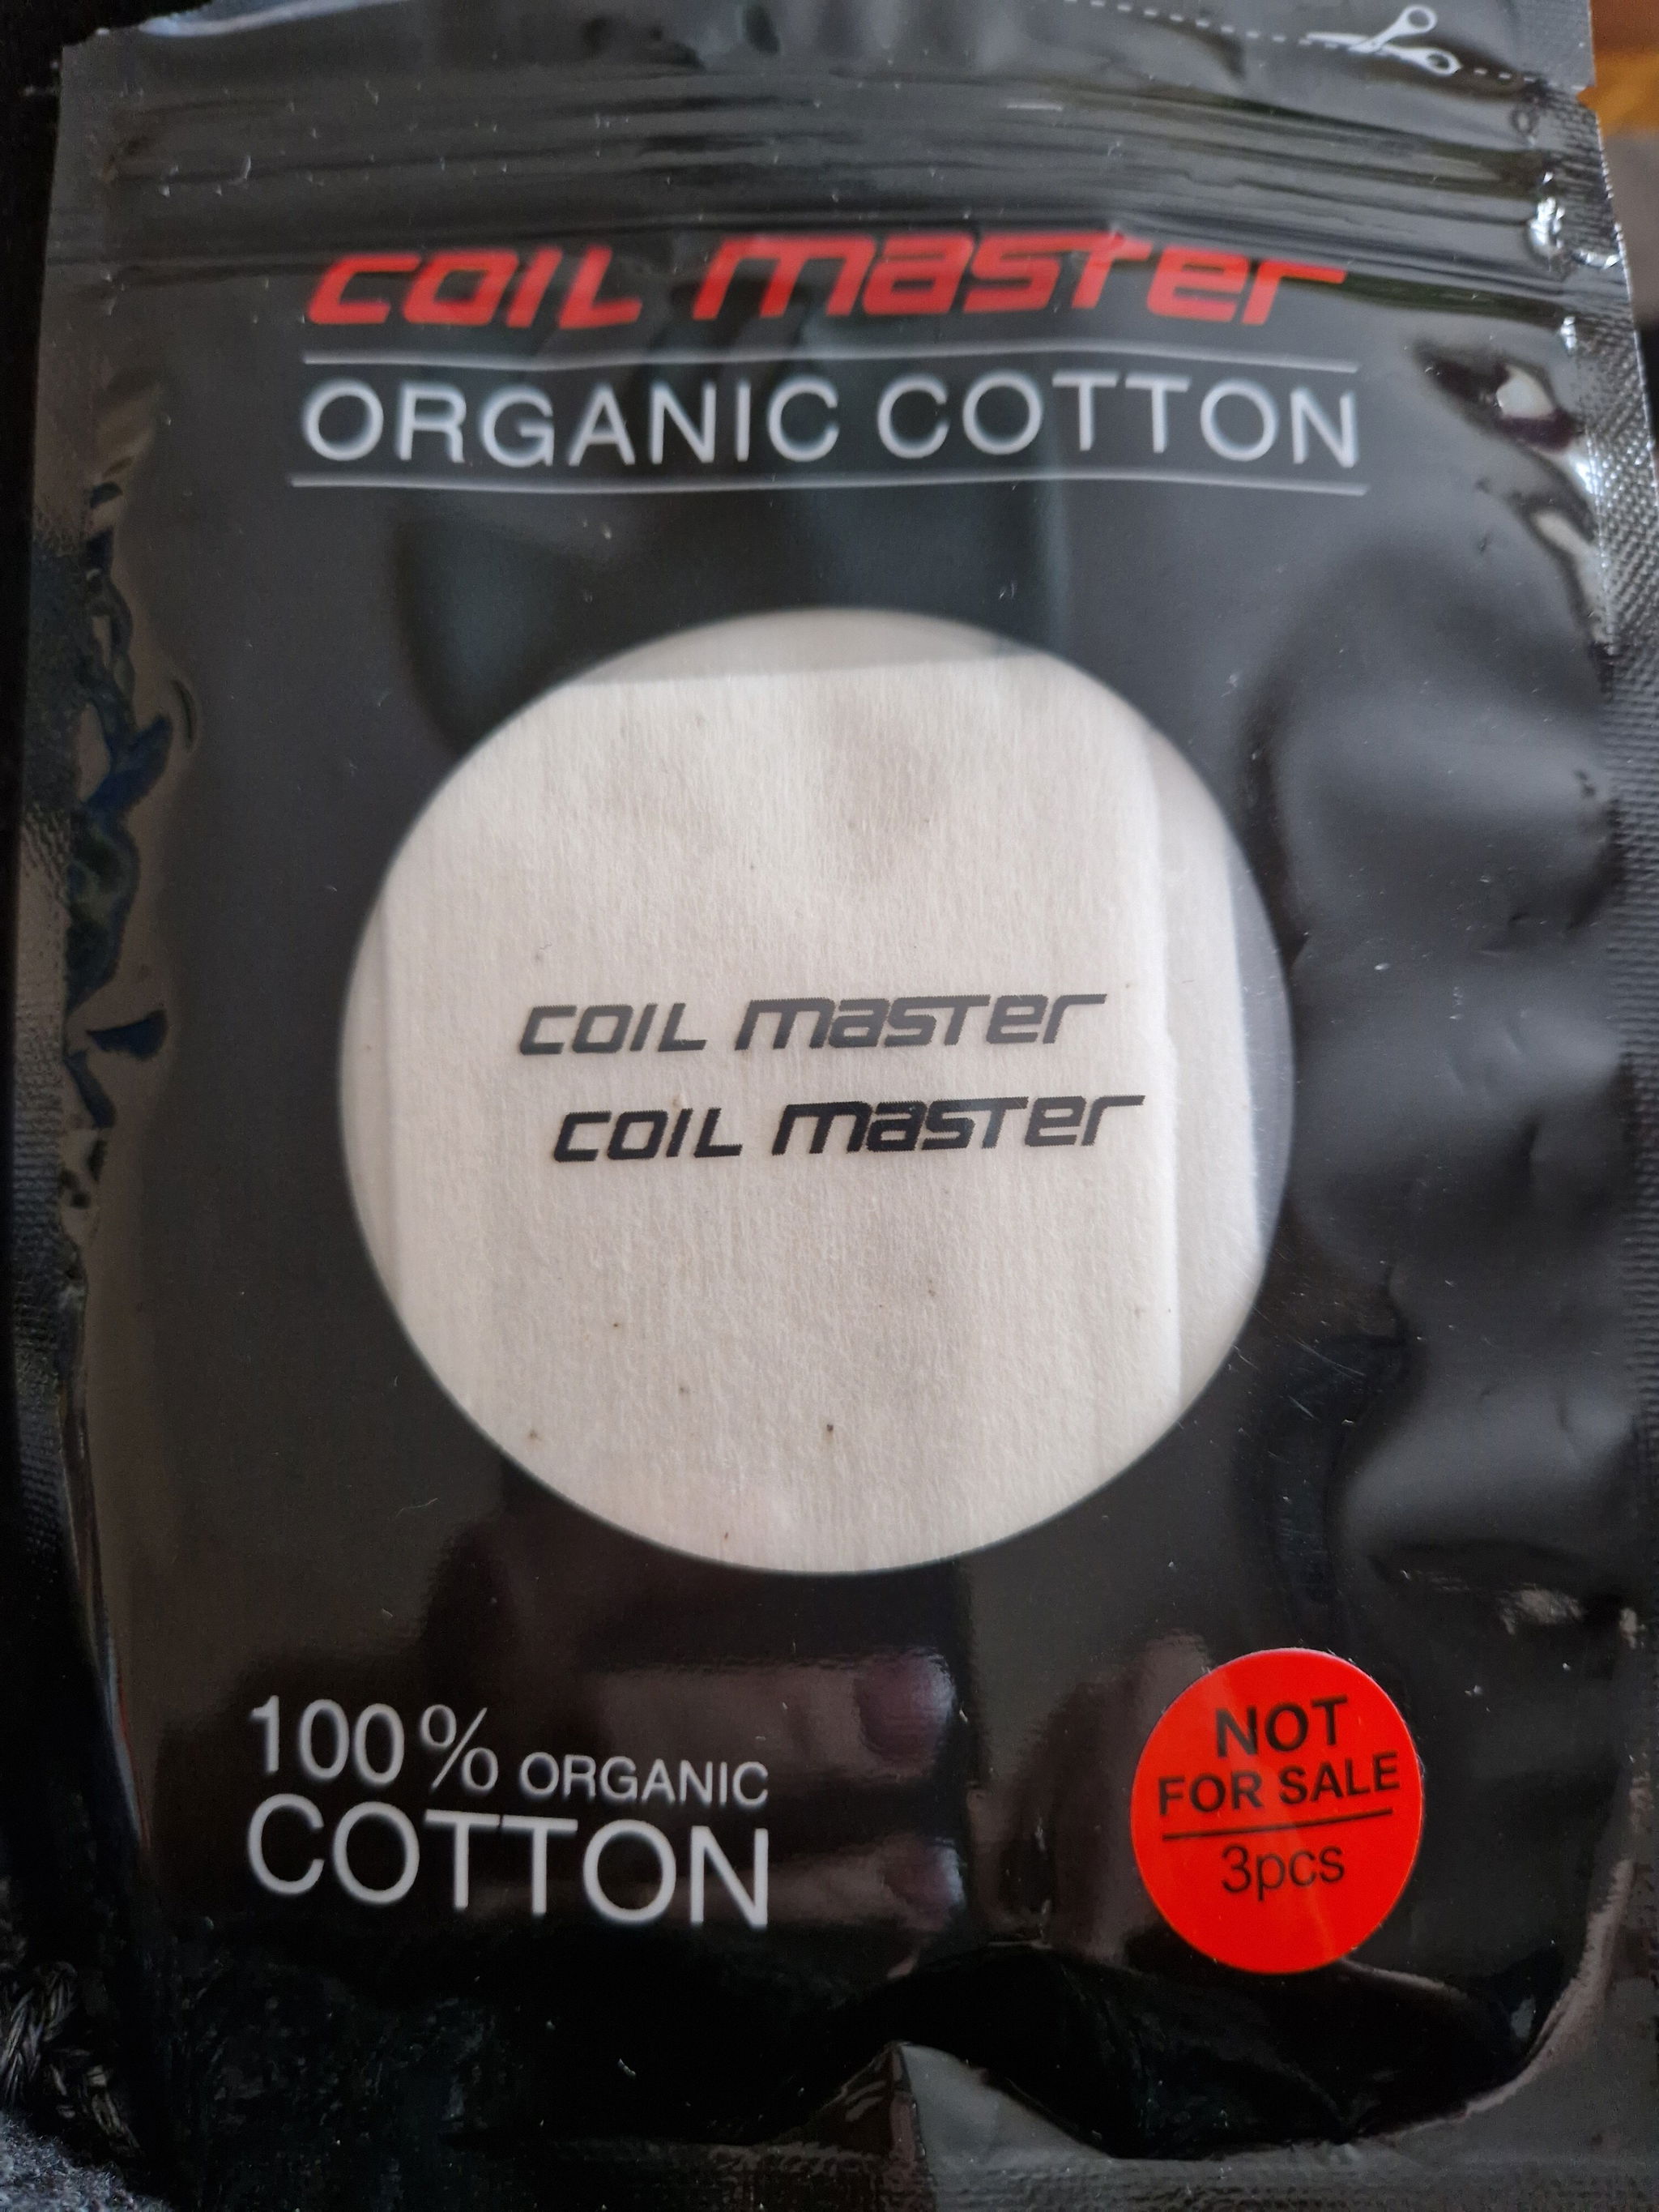 COIL MASTER
ORGANIC COTTON
COIL MASTER
COIL MASTER
100% ORGANIC
COTTON
NOT
FOR SALE
3pcs